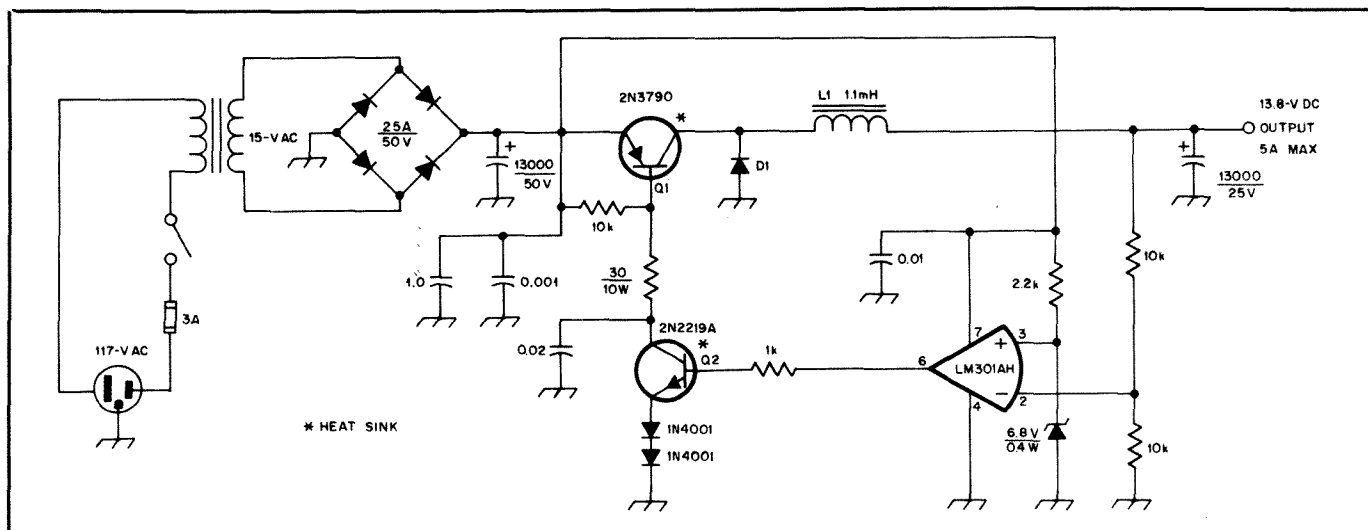 2N3790
*
L1 1.1mH
13.8-V DC
OUTPUT
5A MAX
15-VAC
25A
50V
+
13000
50V
Q1
D1
+
13000
25V
10k
1.0
0.001
30
10W
0.01
2.2k
10k
3A
117-VAC
2N2219A
*
Q2
0.02
1k
6
7
+
3
LM301AH
-
2
4
* HEAT SINK
1N4001
1N4001
6.8V
0.4W
10k